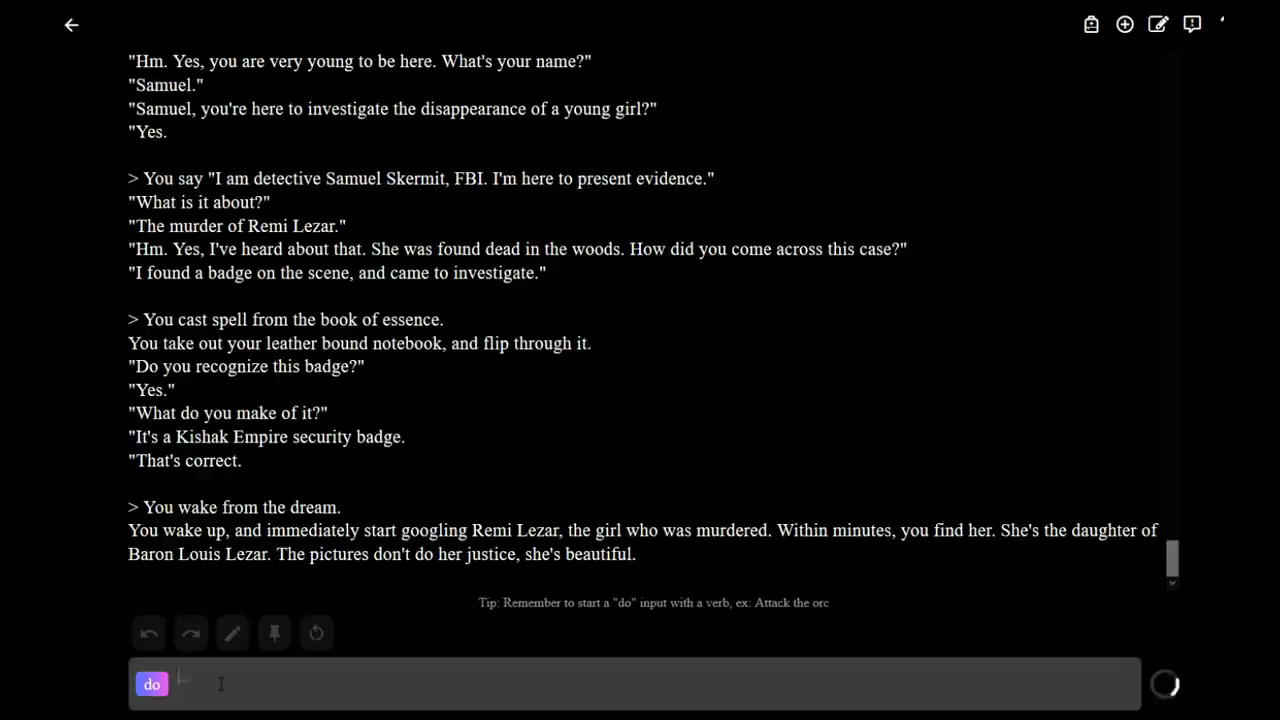 "Hm. Yes, you are very young to be here. What's your name?"
"Samuel."
"Samuel, you're here to investigate the disappearance of a young girl?"
"Yes.
> You say "I am detective Samuel Skermit, FBI. I'm here to present evidence."
"What is it about?"
"The murder of Remi Lezar."
"Hm. Yes, I've heard about that. She was found dead in the woods. How did you come across this case?"
"I found a badge on the scene, and came to investigate."
> You cast spell from the book of essence.
You take out your leather bound notebook, and flip through it.
"Do you recognize this badge?"
"Yes."
"What do you make of it?"
"It's a Kishak Empire security badge.
"That's correct.
> You wake from the dream.
You wake up, and immediately start googling Remi Lezar, the girl who was murdered. Within minutes, you find her. She's the daughter of
Baron Louis Lezar. The pictures don't do her justice, she's beautiful.
Tip: Remember to start a "do" input with a verb, ex: Attack the orc
do